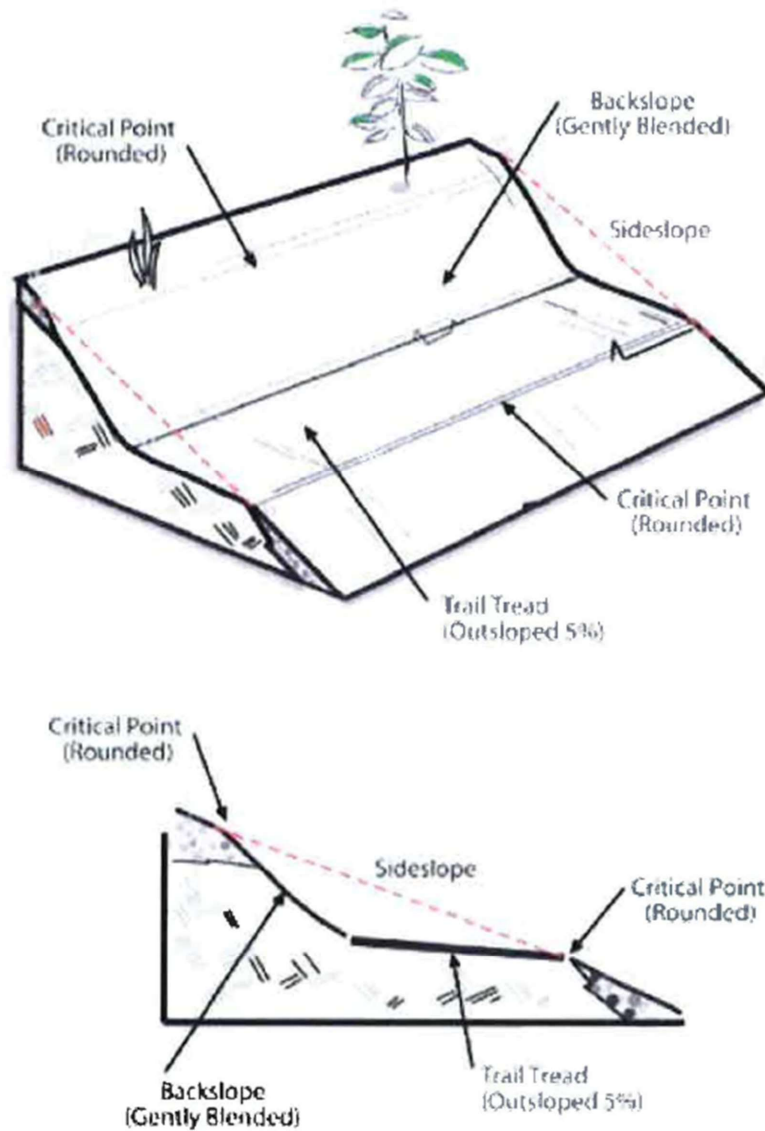 Critical Point
(Rounded)
Backslope
(Gently Blended)
Sideslope
Critical Point
(Rounded)
Trail Tread
(Outsloped 5%)
Critical Point
(Rounded)
Sideslope
Critical Point
(Rounded)
Backslope
(Gently Blended)
Trail Tread
(Outsloped 5%)